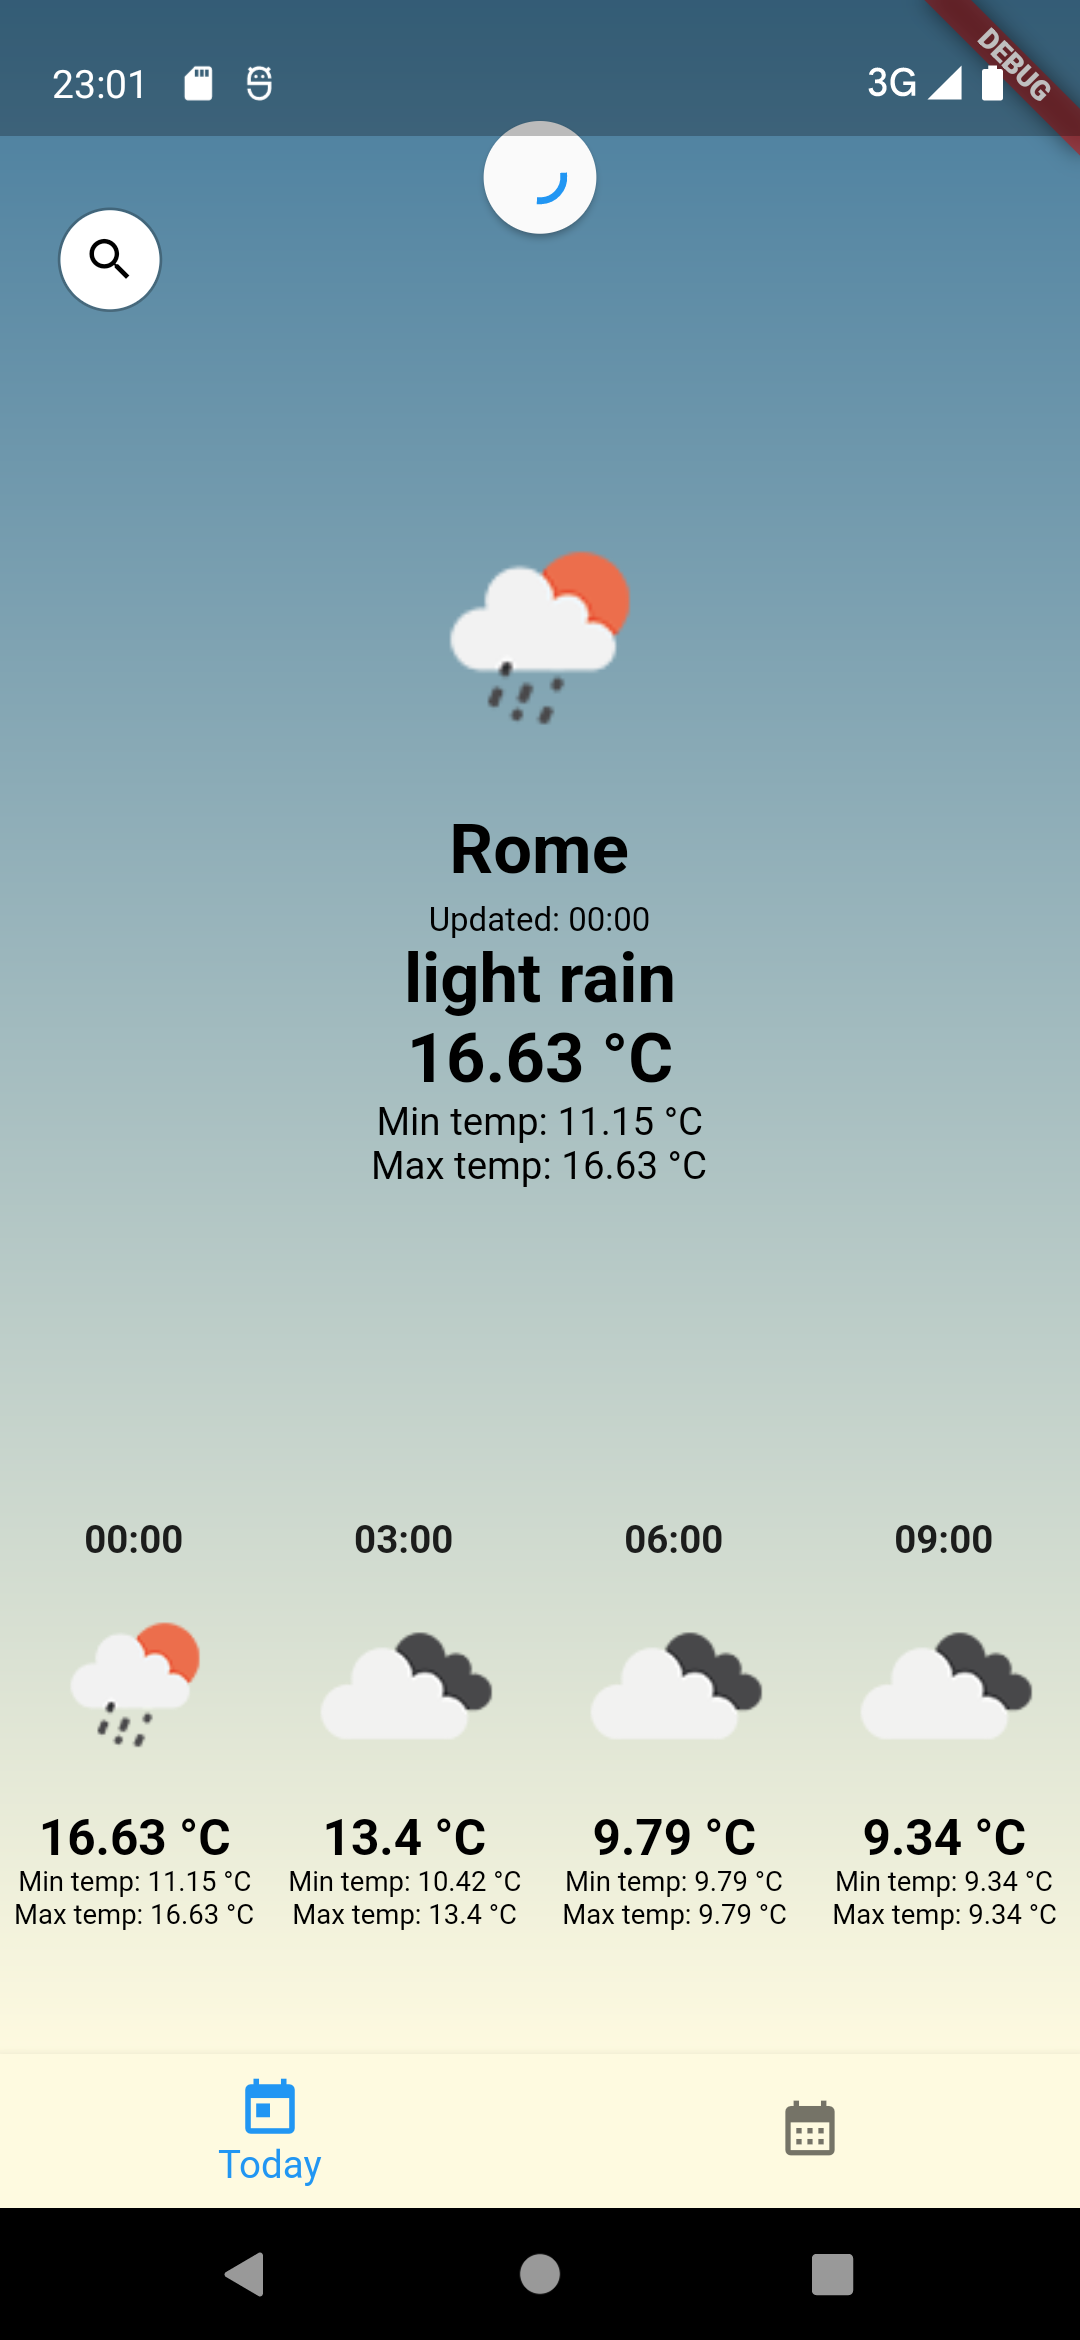 23:01
3G
DEBUG
Rome
Updated: 00:00
light rain
16.63 °C
Min temp: 11.15 °C
Max temp: 16.63 °C
00:00 03:00 06:00 09:00
16.63 °C 13.4 °C 9.79 °C 9.34 °C
Min temp: 11.15 °C Min temp: 10.42 °C Min temp: 9.79 °C Min temp: 9.34 °C
Max temp: 16.63 °C Max temp: 13.4 °C Max temp: 9.79 °C Max temp: 9.34 °C
Today